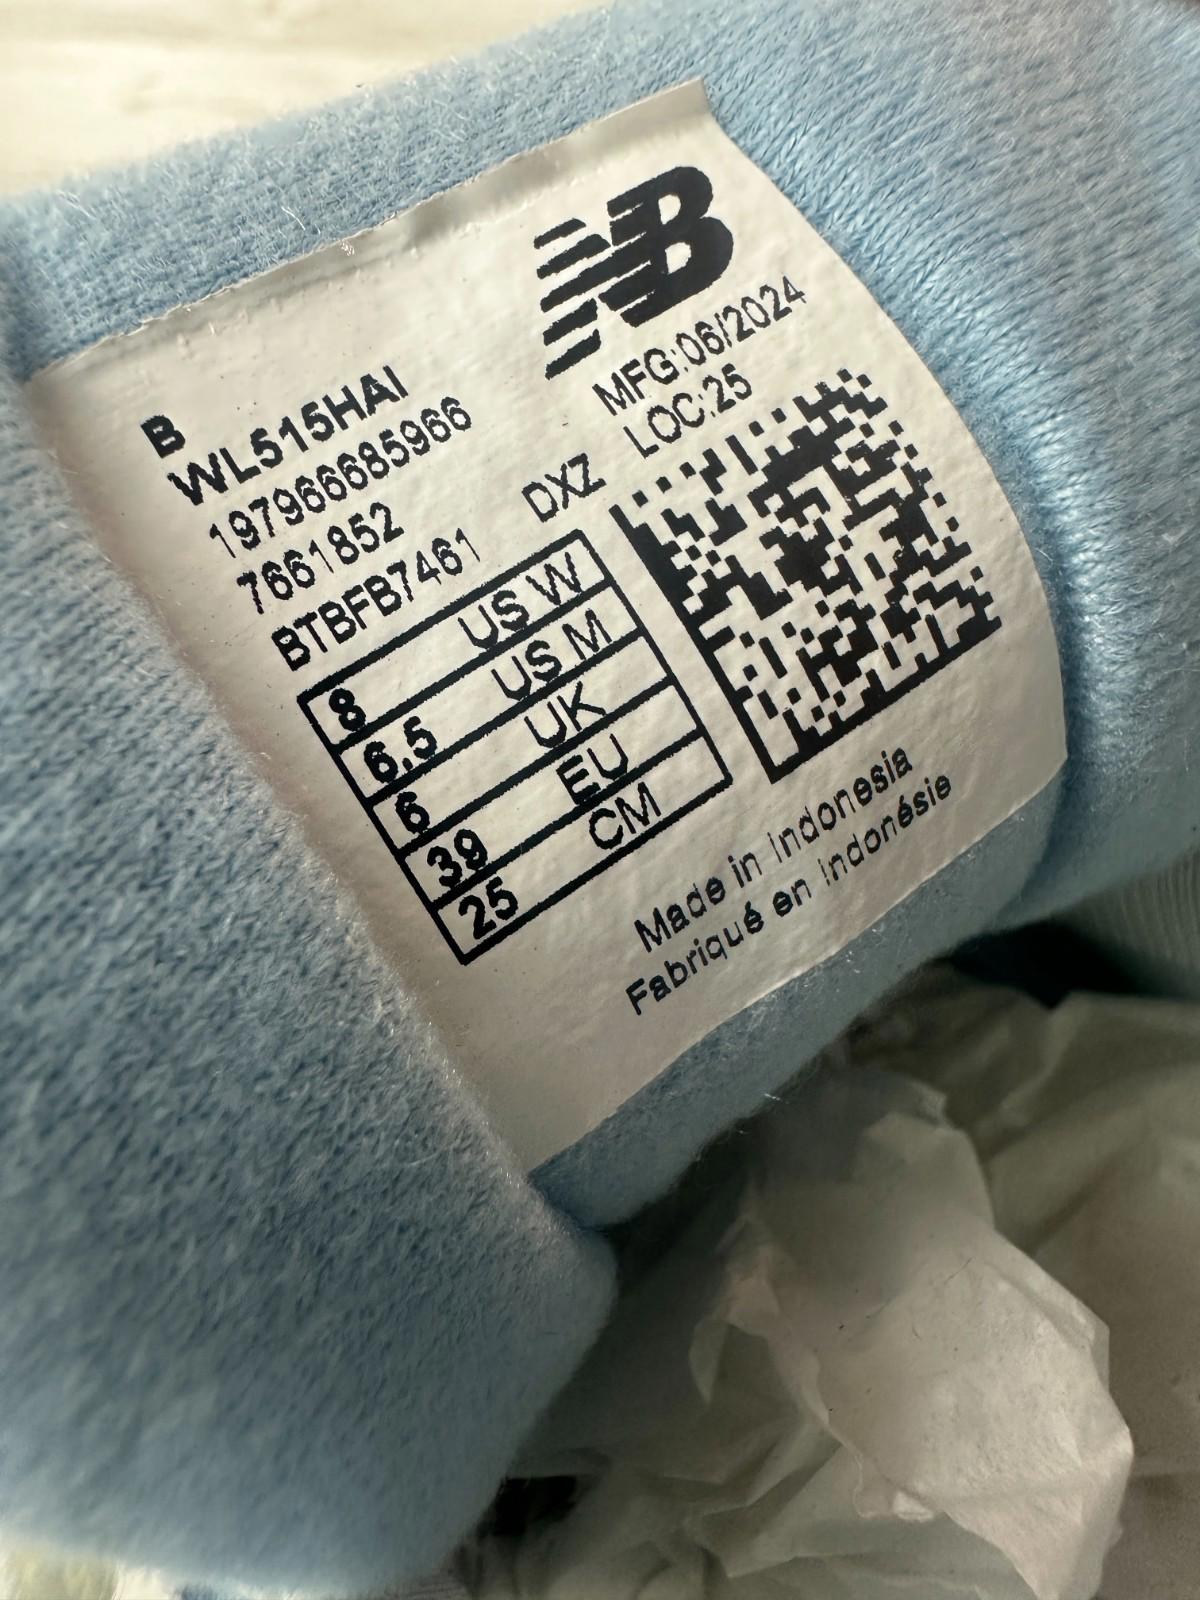 NB
MFG:06/2024
LOC:25
B
WL515HAI
197966685966
7661852
BTBFB7461 DXZ
8 US W
6.5 US M
6 UK
39 EU
25 CM
Made in Indonesia
Fabriqué en Indonésie